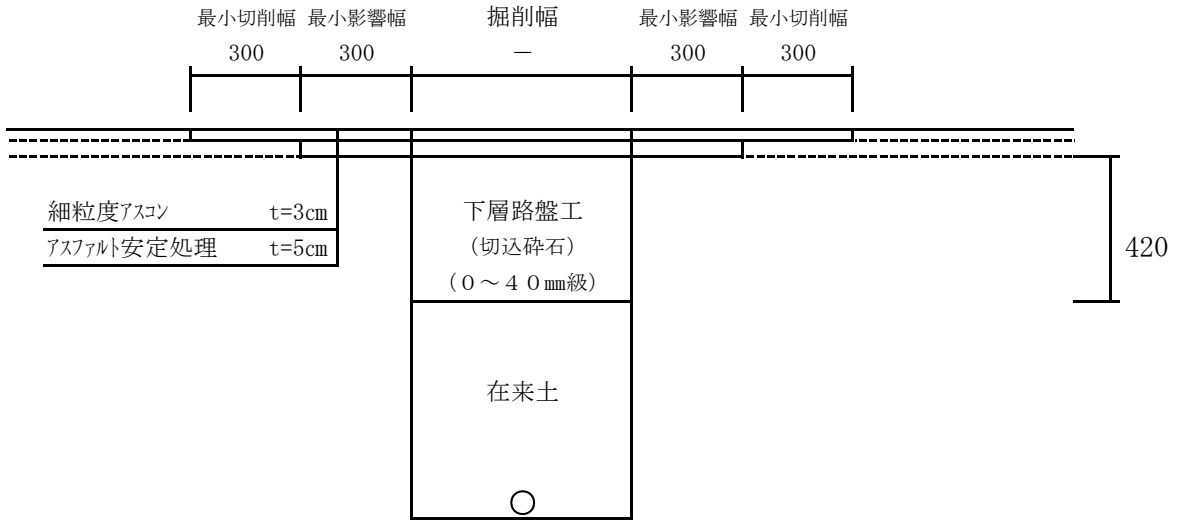 最小切削幅 最小影響幅 掘削幅 最小影響幅 最小切削幅
300 300 － 300 300
細粒度アスコン t=3㎝
アスファルト安定処理 t=5㎝
下層路盤工
（切込砕石）
（０～４０㎜級）
420
在来土